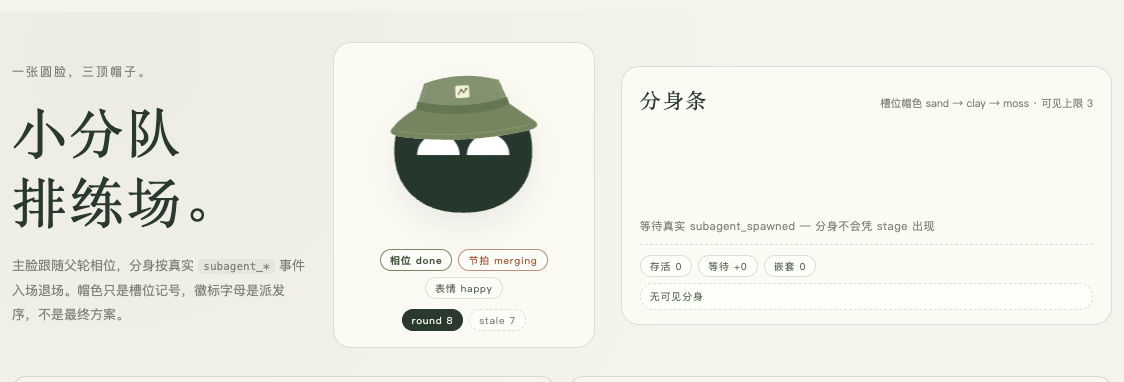 一张圆脸，三顶帽子。
小分队
排练场。
主脸跟随父轮相位，分身按真实 subagent_* 事件
入场退场。帽色只是槽位记号，徽标字母是派发
序，不是最终方案。
相位 done 节拍 merging
表情 happy
round 8 stale 7
分身条 槽位帽色 sand → clay → moss · 可见上限 3
等待真实 subagent_spawned — 分身不会凭 stage 出现
存活 0 等待 +0 嵌套 0
无可见分身